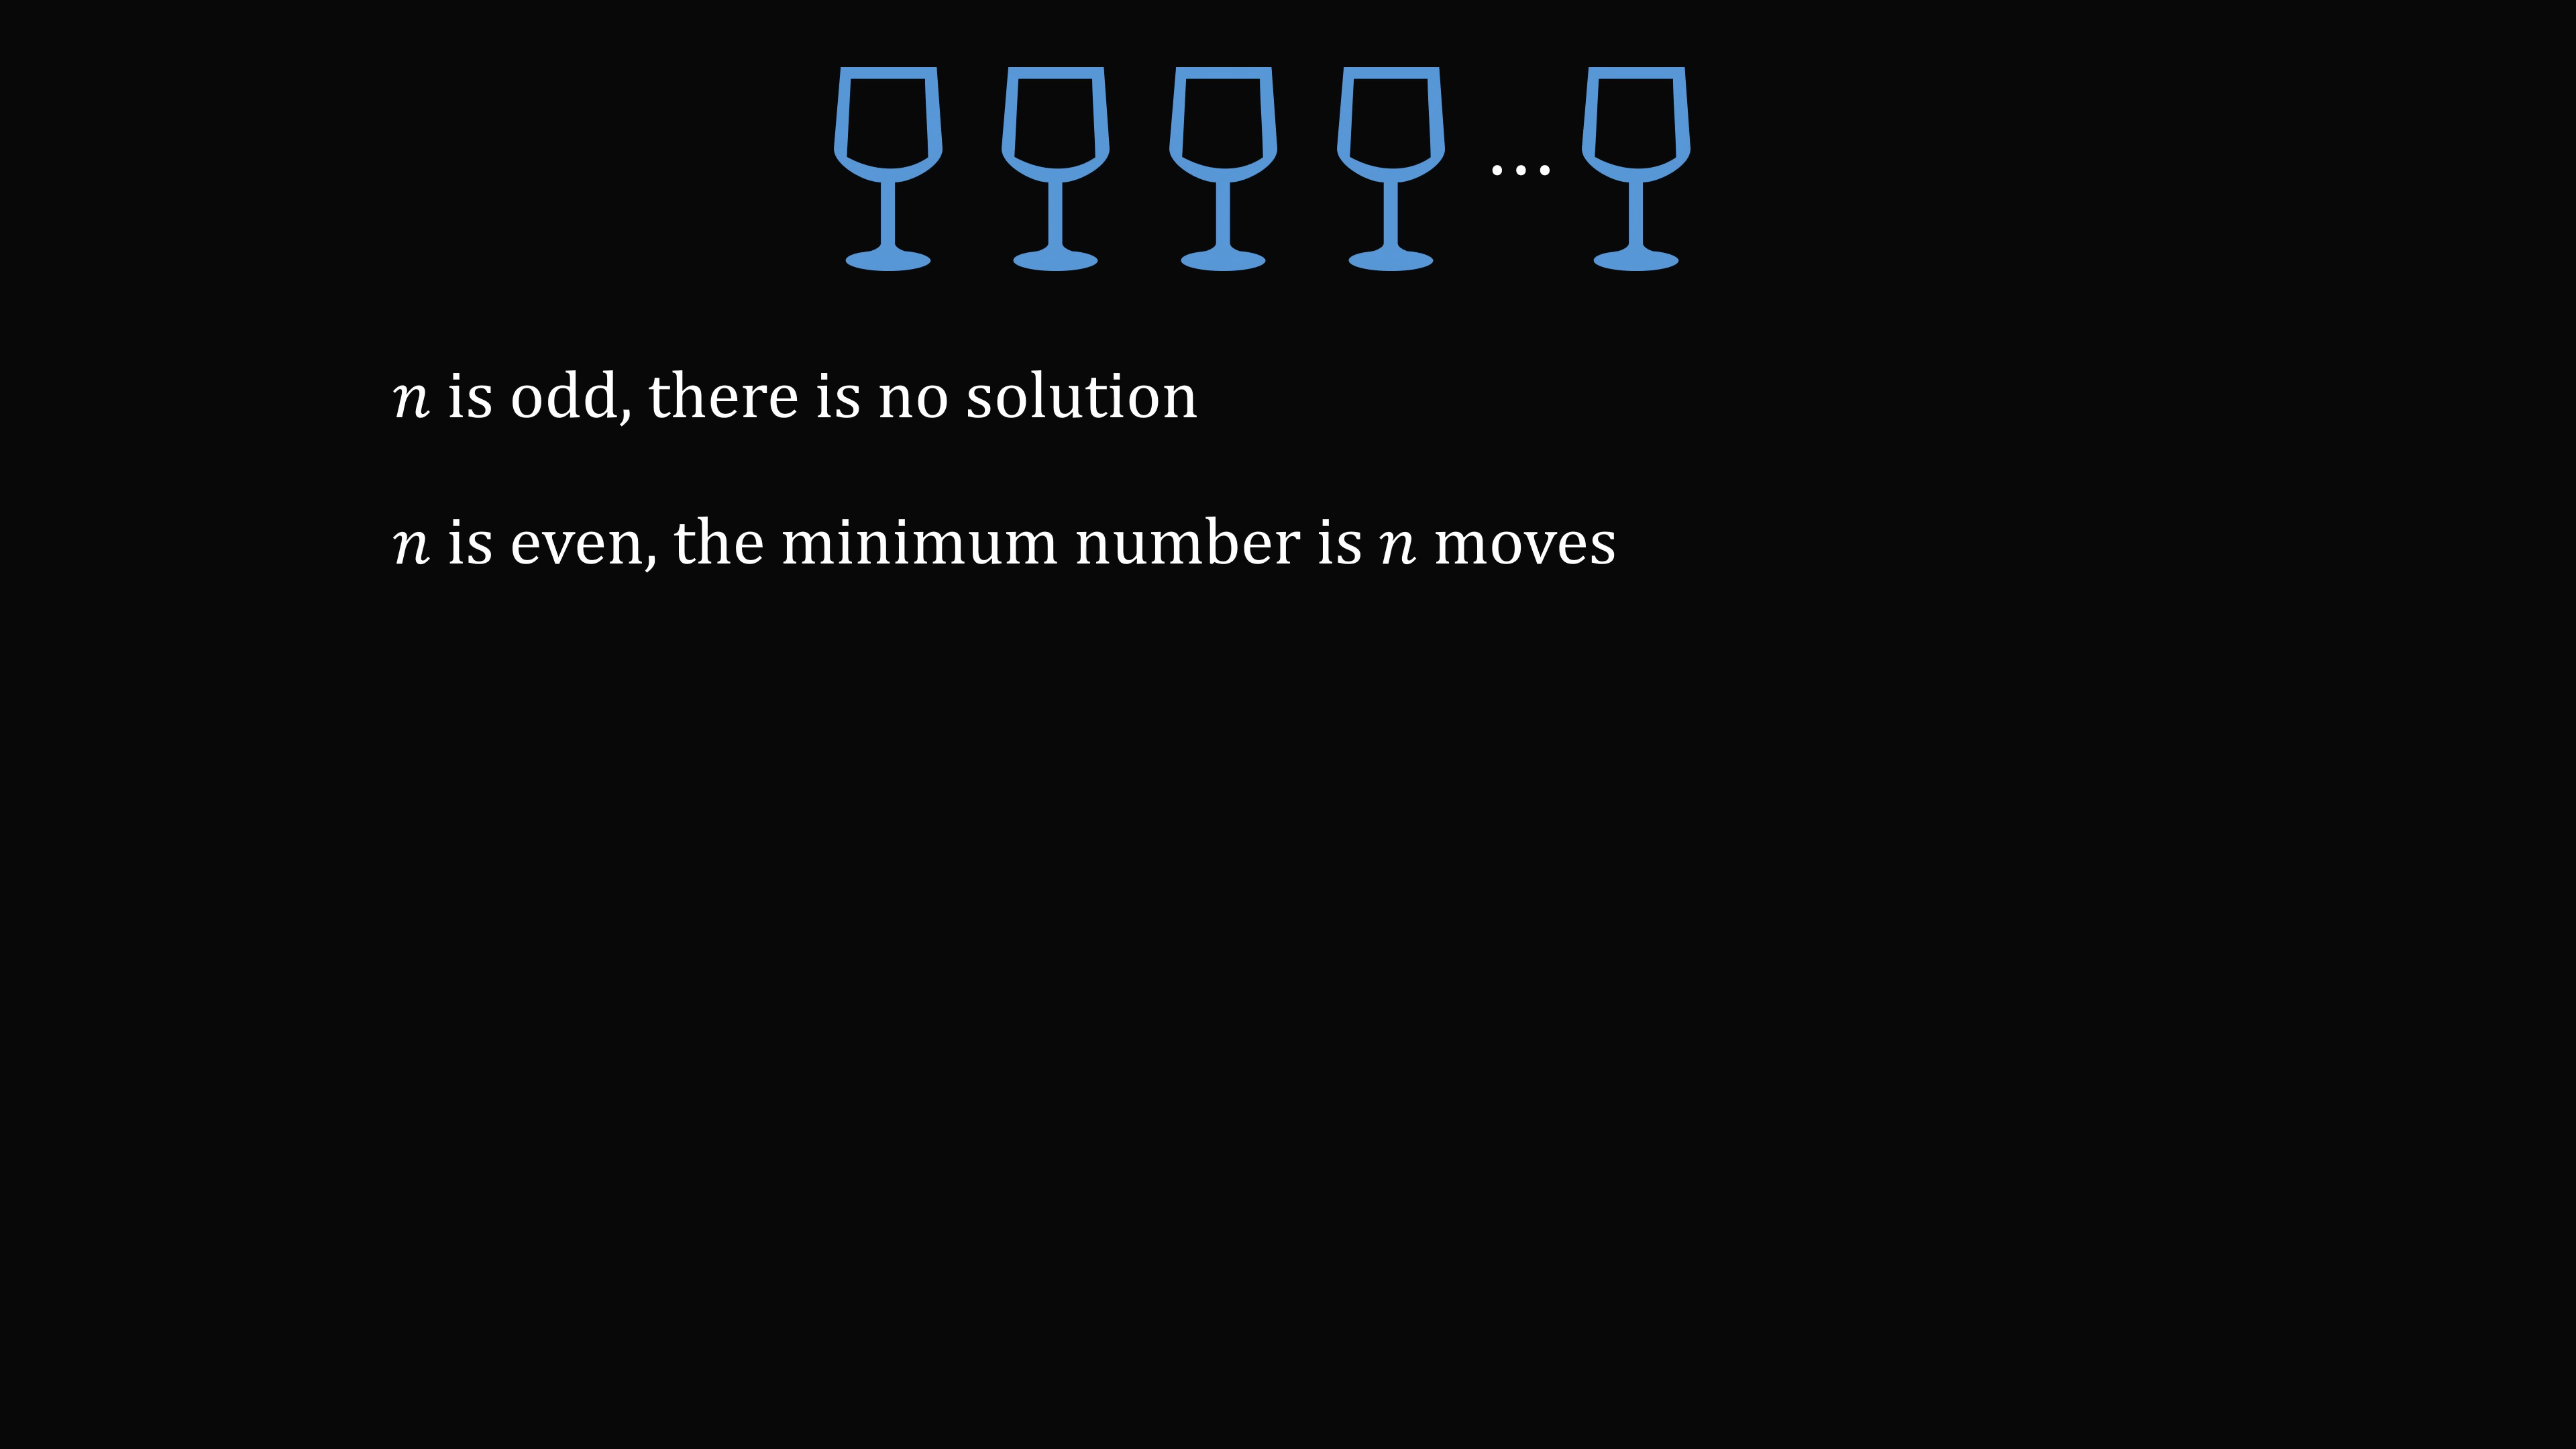 ...
n is odd, there is no solution
n is even, the minimum number is n moves